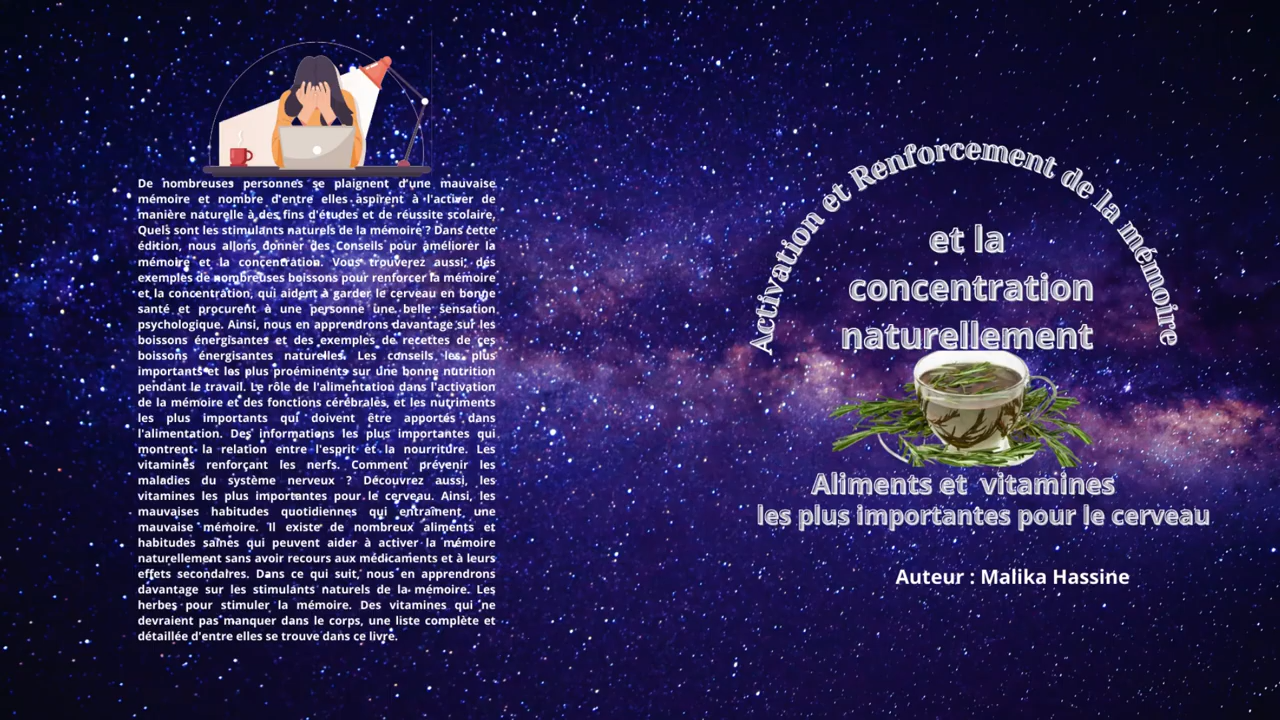 De nombreuses personnes se plaignent d'une mauvaise
mémoire et nombre d'entre elles aspirent à l'activer de
manière naturelle à des fins d'études et de réussite scolaire,
Quels sont les stimulants naturels de la mémoire ? Dans cette
édition, nous allons donner des Conseils pour améliorer la
mémoire et la concentration. Vous trouverez aussi, des
exemples de nombreuses boissons pour renforcer la mémoire
et la concentration, qui aident à garder le cerveau en bonne
santé et procurent à une personne une belle sensation
psychologique. Ainsi, nous en apprendrons davantage sur les
boissons énergisantes et des exemples de recettes de ces
boissons énergisantes naturelles. Les conseils les plus
importants et les plus proéminents sur une bonne nutrition
pendant le travail. Le rôle de l'alimentation dans l'activation
de la mémoire et des fonctions cérébrales, et les nutriments
les plus importants qui doivent être apportés dans
l'alimentation. Des informations les plus importantes qui
montrent la relation entre l'esprit et la nourriture. Les
vitamines renforçant les nerfs. Comment prévenir les
maladies du système nerveux ? Découvrez aussi, les
vitamines les plus importantes pour le cerveau. Ainsi, les
mauvaises habitudes quotidiennes qui entraînent une
mauvaise mémoire. Il existe de nombreux aliments et
habitudes saines qui peuvent aider à activer la mémoire
naturellement sans avoir recours aux médicaments et à leurs
effets secondaires. Dans ce qui suit, nous en apprendrons
davantage sur les stimulants naturels de la mémoire. Les
herbes pour stimuler la mémoire. Des vitamines qui ne
devraient pas manquer dans le corps, une liste complète et
détaillée d'entre elles se trouve dans ce livre.
Activation et Renforcement de la mémoire
et la
concentration
naturellement
Aliments et vitamines
les plus importantes pour le cerveau
Auteur : Malika Hassine